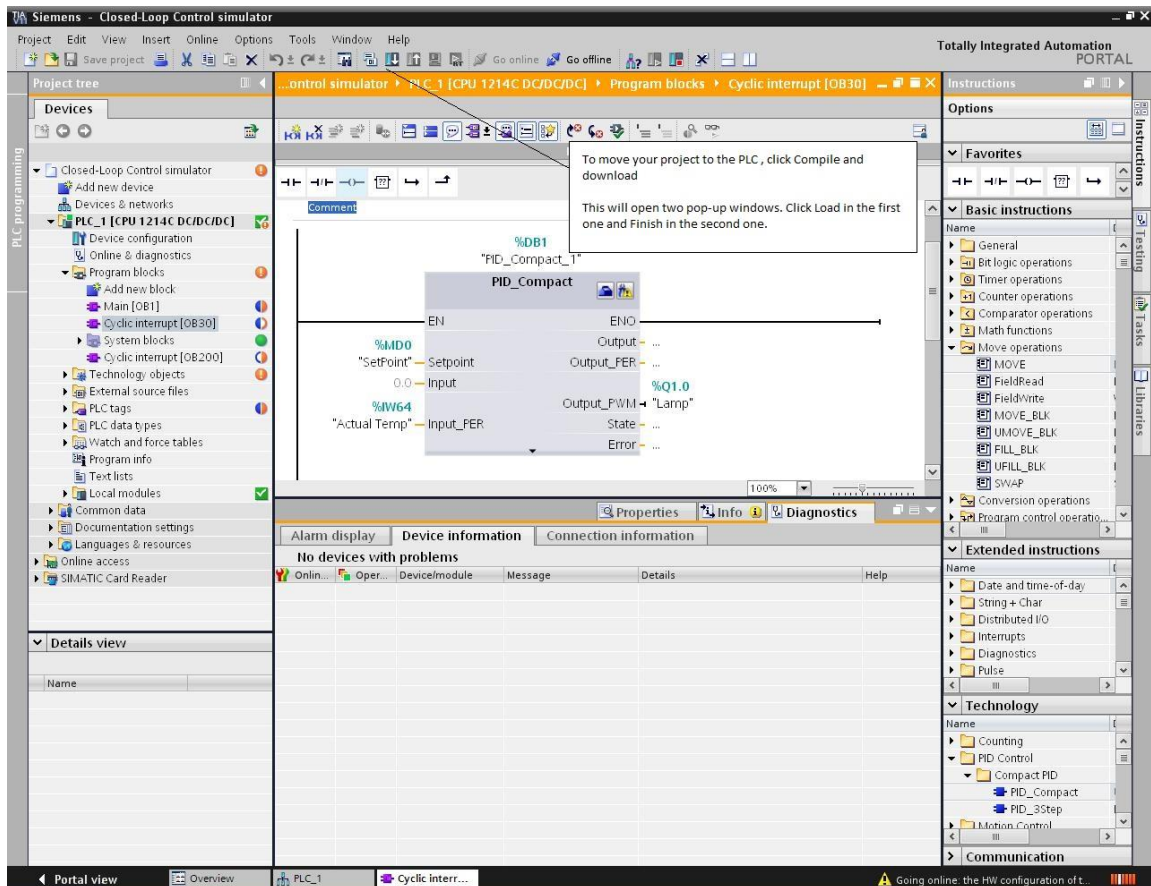 Siemens - Closed-Loop Control simulator
Project Edit View Insert Online Options Tools Window Help
Save project
Go online
Go offline
Totally Integrated Automation
PORTAL
Project tree
Devices
PLC programming
Closed-Loop Control simulator
Add new device
Devices & networks
PLC_1 [CPU 1214C DC/DC/DC]
Device configuration
Online & diagnostics
Program blocks
Add new block
Main [OB1]
Cyclic interrupt [OB30]
System blocks
Cyclic interrupt [OB200]
Technology objects
External source files
PLC tags
PLC data types
Watch and force tables
Program info
Text lists
Local modules
Common data
Documentation settings
Languages & resources
Online access
SIMATIC Card Reader
Details view
Name
...ontrol simulator PLC_1 [CPU 1214C DC/DC/DC] Program blocks Cyclic interrupt [OB30]
To move your project to the PLC , click Compile and
download
This will open two pop-up windows. Click Load in the first
one and Finish in the second one.
Comment
%DB1
"PID_Compact_1"
PID_Compact
EN
ENO
%MD0
"SetPoint"
Setpoint
0.0
Input
%IW64
"Actual Temp"
Input_PER
Output
...
Output_PER
...
%Q1.0
Output_PWM
"Lamp"
State
...
Error
...
100%
Properties
Info
Diagnostics
Alarm display
Device information
Connection information
No devices with problems
Onlin... Oper... Device/module Message Details Help
Instructions
Options
Favorites
Basic instructions
Name
General
Bit logic operations
Timer operations
Counter operations
Comparator operations
Math functions
Move operations
MOVE
FieldRead
FieldWrite
MOVE_BLK
UMOVE_BLK
FILL_BLK
UFILL_BLK
SWAP
Conversion operations
Program control operatio...
Extended instructions
Name
Date and time-of-day
String + Char
Distributed I/O
Interrupts
Diagnostics
Pulse
Technology
Name
Counting
PID Control
Compact PID
PID_Compact
PID_3Step
Motion Control
Communication
Instructions
Testing
Tasks
Libraries
Portal view
Overview
PLC_1
Cyclic interr...
Going online: the HW configuration of t...